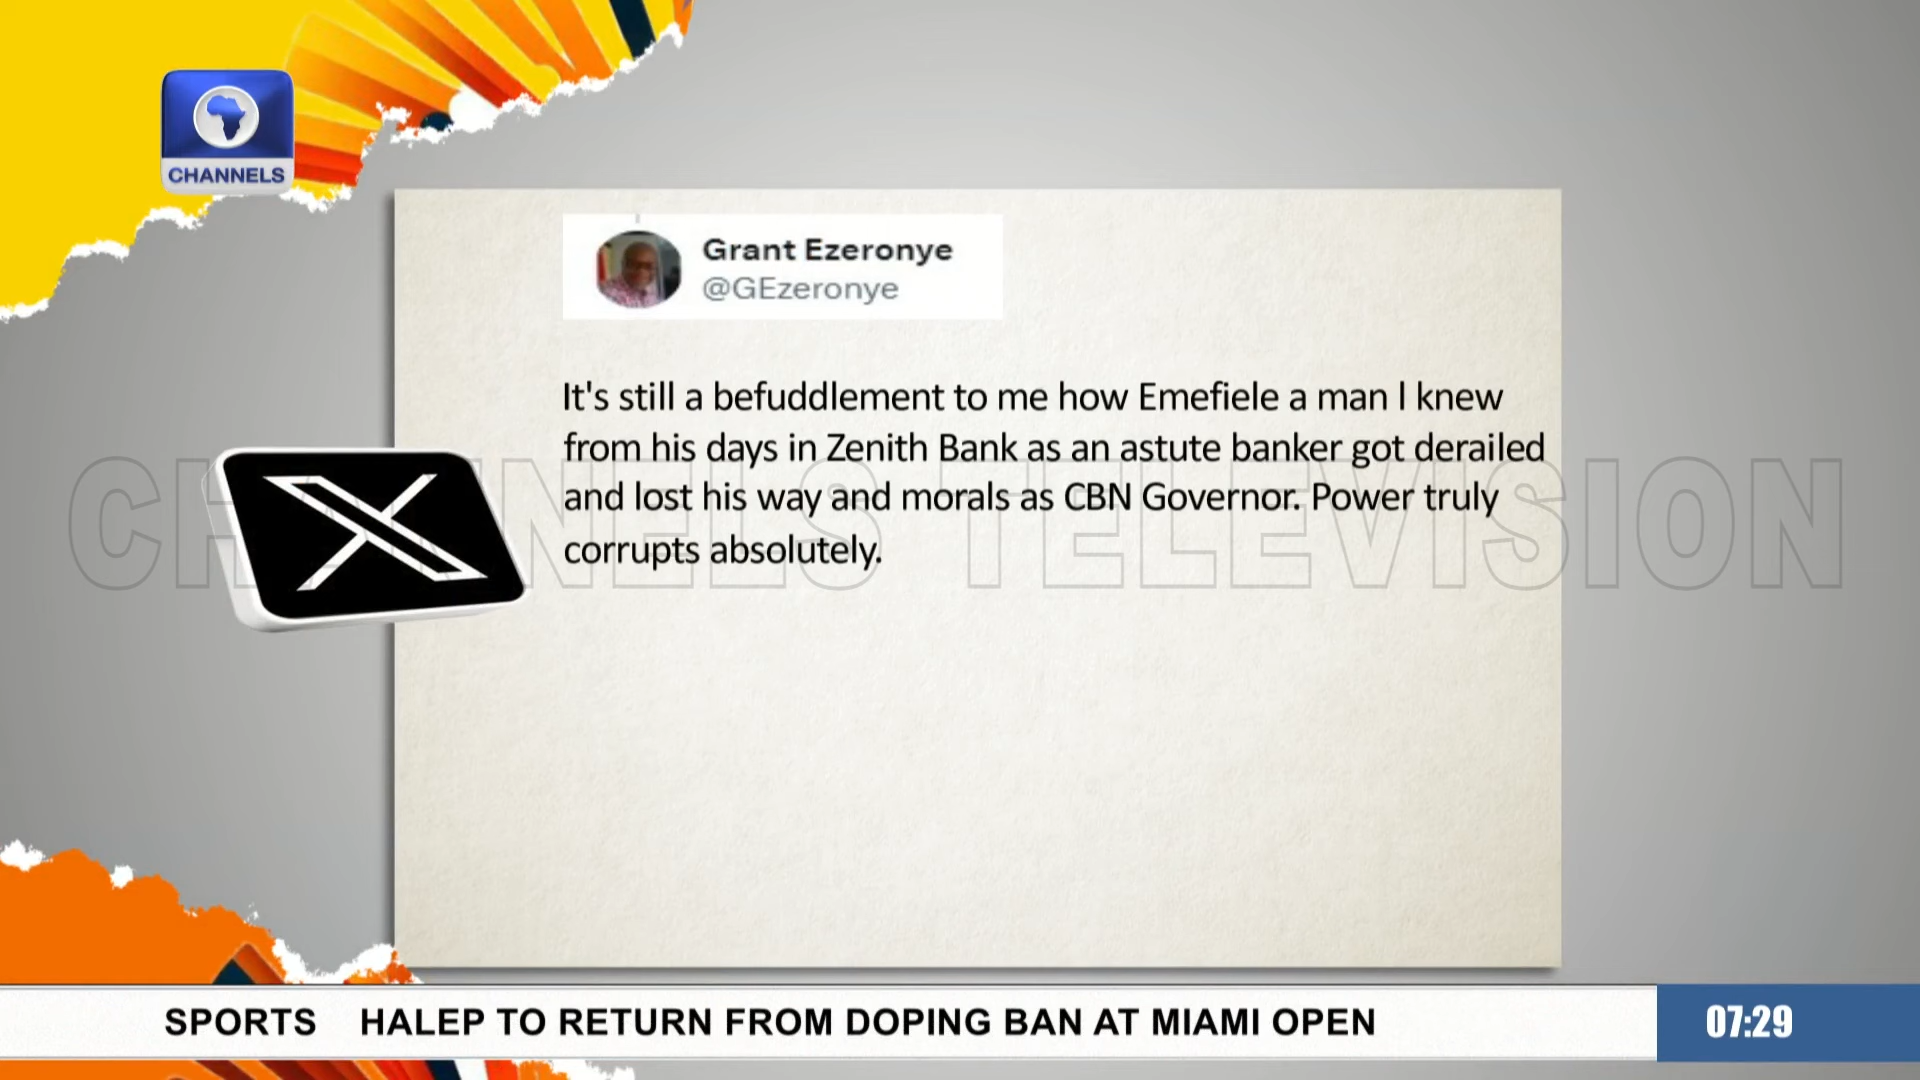 CHANNELS
Grant Ezeronye
@GEzeronye
It's still a befuddlement to me how Emefiele a man I knew
from his days in Zenith Bank as an astute banker got derailed
and lost his way and morals as CBN Governor. Power truly
corrupts absolutely.
CHANNELS TELEVISION
SPORTS HALEP TO RETURN FROM DOPING BAN AT MIAMI OPEN
07:29